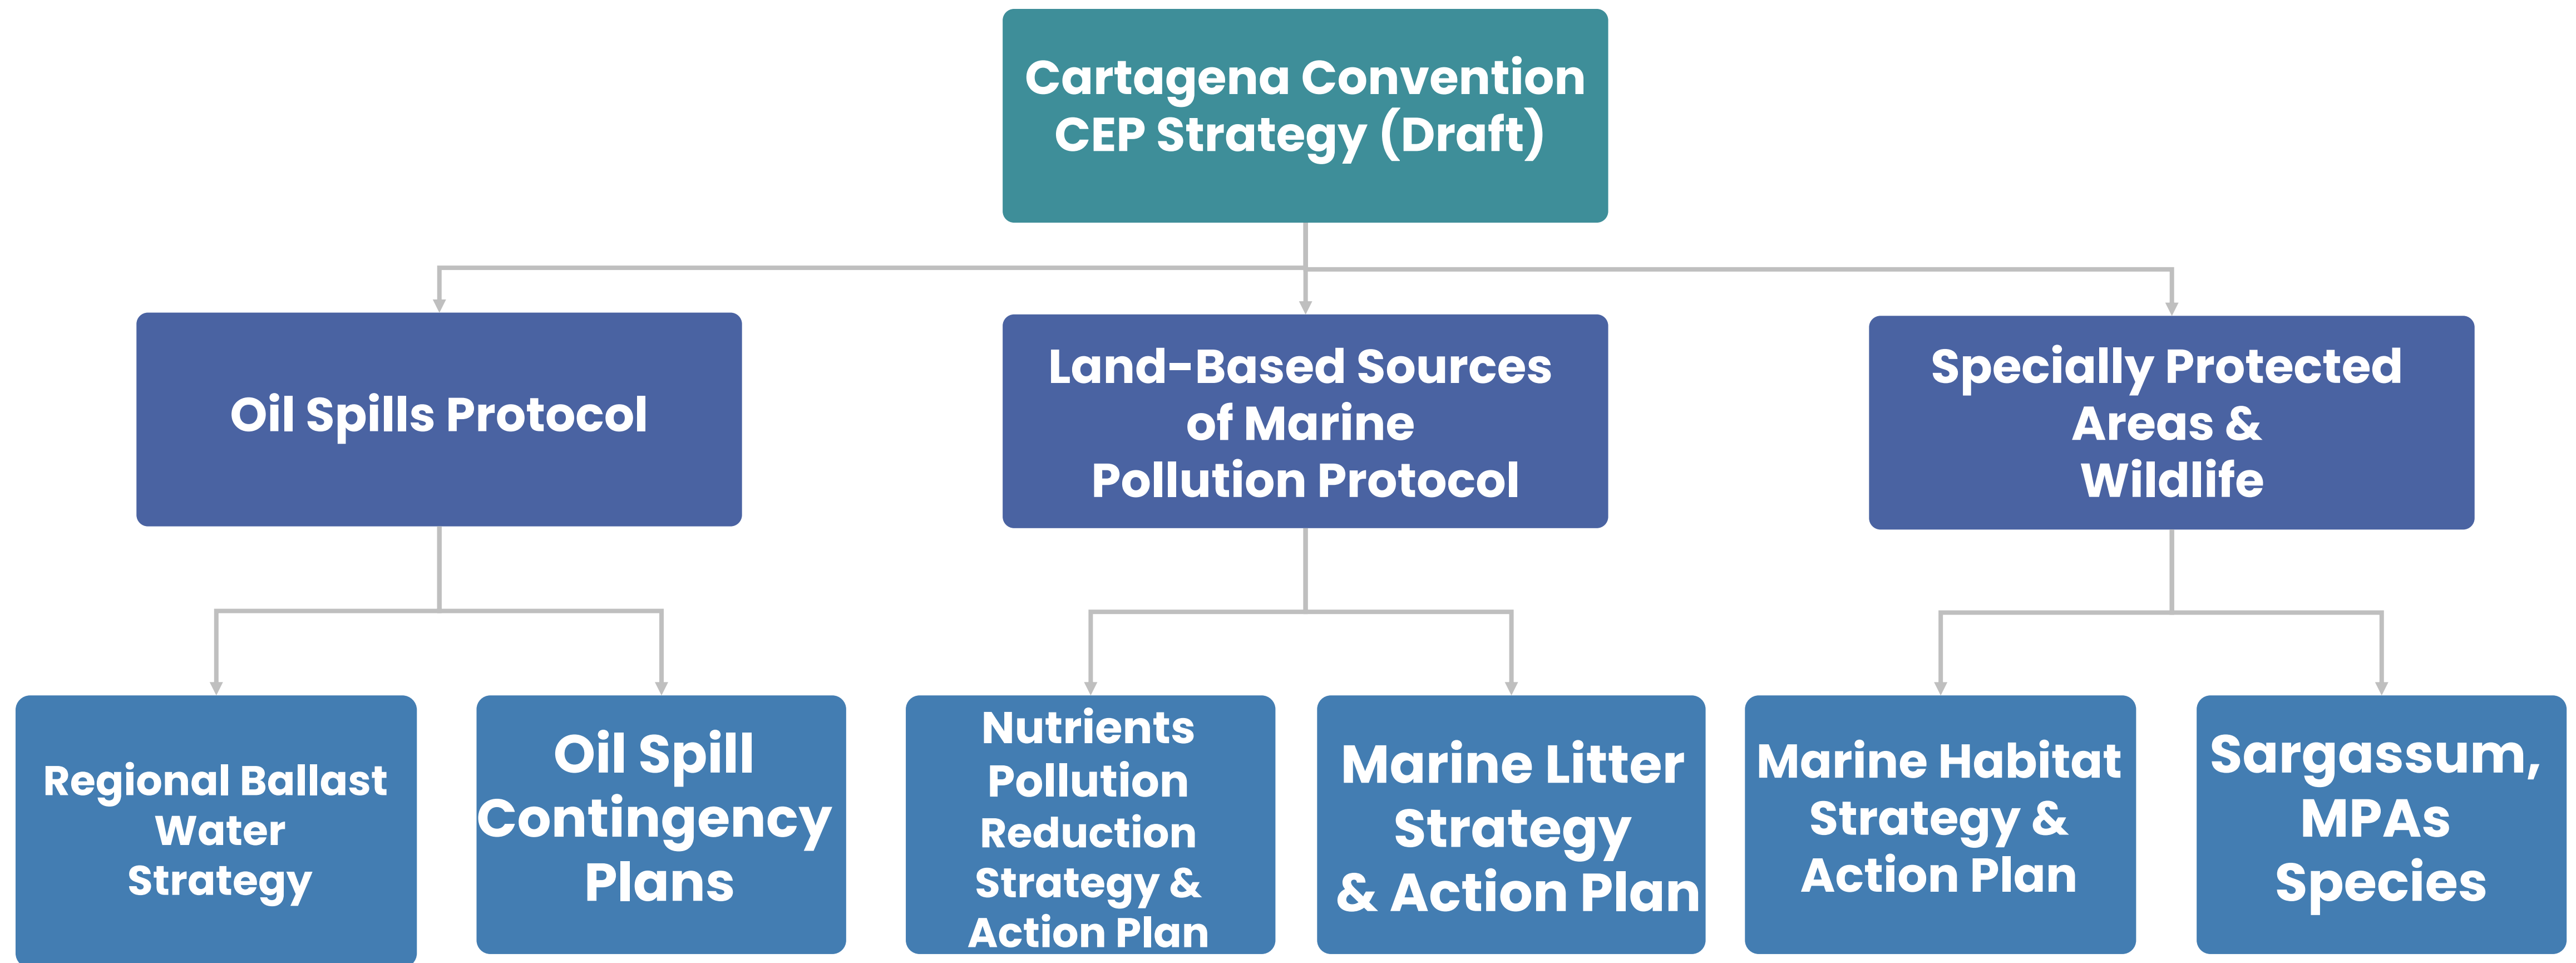 Cartagena Convention
CEP Strategy (Draft)
Oil Spills Protocol
Land-Based Sources
of Marine
Pollution Protocol
Specially Protected
Areas &
Wildlife
Regional Ballast
Water
Strategy
Oil Spill
Contingency
Plans
Nutrients
Pollution
Reduction
Strategy &
Action Plan
Marine Litter
Strategy
& Action Plan
Marine Habitat
Strategy &
Action Plan
Sargassum,
MPAs
Species